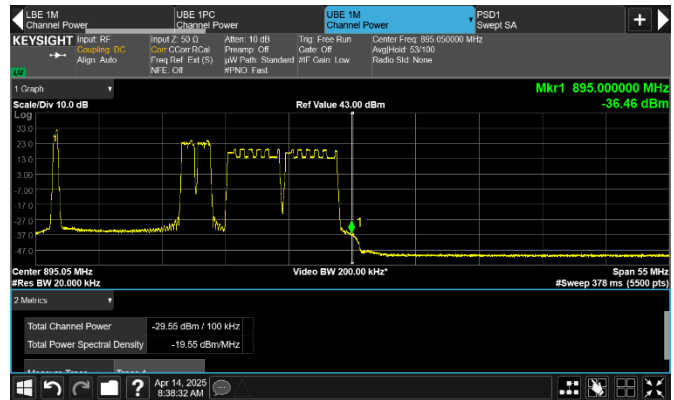 LBE 1M
Channel Power
UBE 1PC
Channel Power
UBE 1M
Channel Power
PSD1
Swept SA
KEYSIGHT
Input: RF
Coupling: DC
Align: Auto
Input Z: 50 Ω
Corr CCorr RCal
Freq Ref: Ext (S)
NFE: Off
Atten: 10 dB
Preamp: Off
µW Path: Standard
#PNO: Fast
Trig: Free Run
Gate: Off
#IF Gain: Low
Center Freq: 895.050000 MHz
Avg|Hold: 53/100
Radio Std: None
1 Graph
Mkr1 895.000000 MHz
Scale/Div 10.0 dB
Ref Value 43.00 dBm
-36.46 dBm
Log
33.0
23.0
13.0
3.00
-7.00
-17.0
-27.0
-37.0
-47.0
1
Center 895.05 MHz
Video BW 200.00 kHz*
Span 55 MHz
#Res BW 20.000 kHz
#Sweep 378 ms (5500 pts)
2 Metrics
Total Channel Power
-29.55 dBm / 100 kHz
Total Power Spectral Density
-19.55 dBm/MHz
Apr 14, 2025
8:38:32 AM